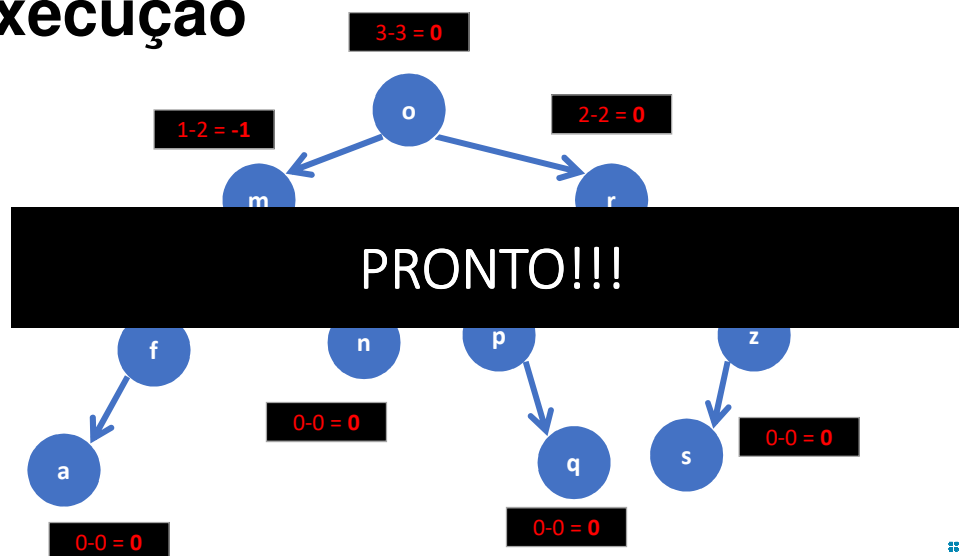 xecução
3-3 = 0
o
1-2 = -1
2-2 = 0
m
r
PRONTO!!!
f
n
p
z
0-0 = 0
a
q
s
0-0 = 0
0-0 = 0
0-0 = 0